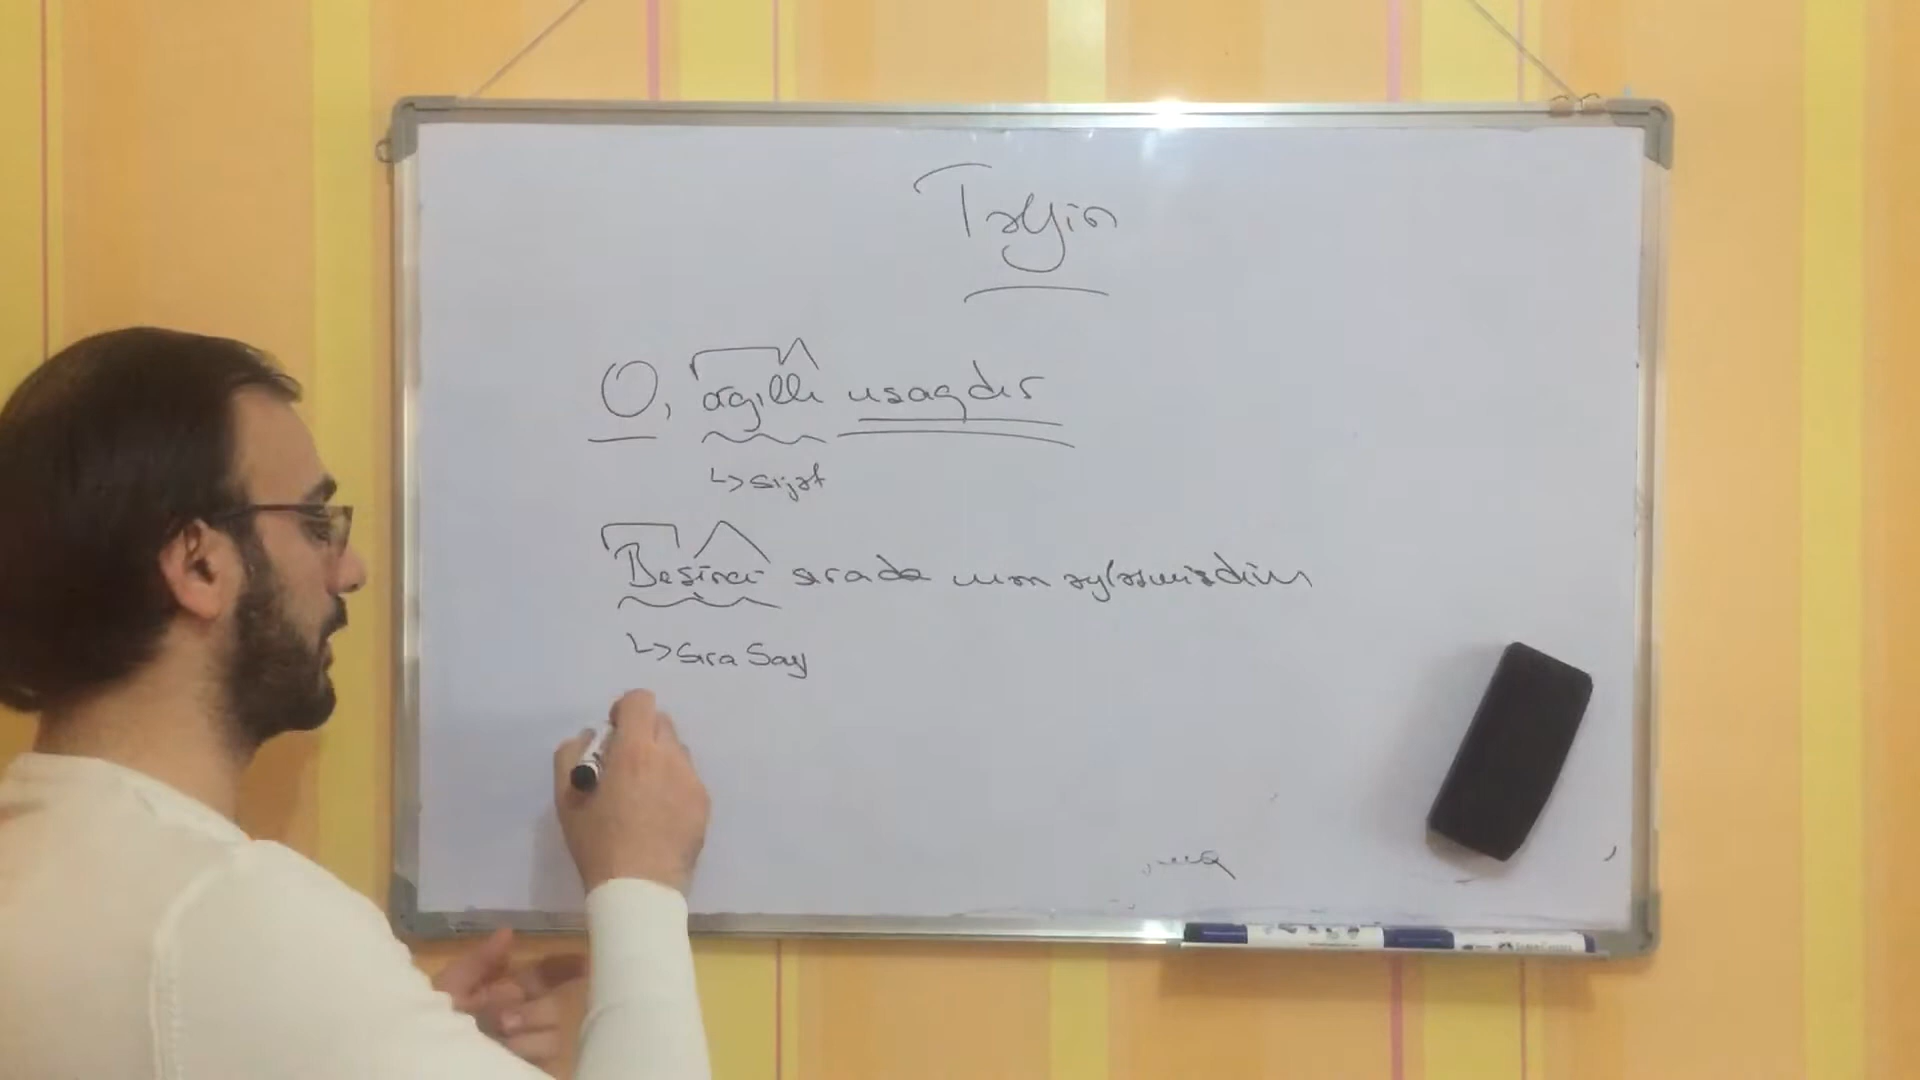 Təyin
O, ağıllı uşaqdır
↳ sifət
Beşinci sırada mən əyləşmişdim
↳ Sıra Say